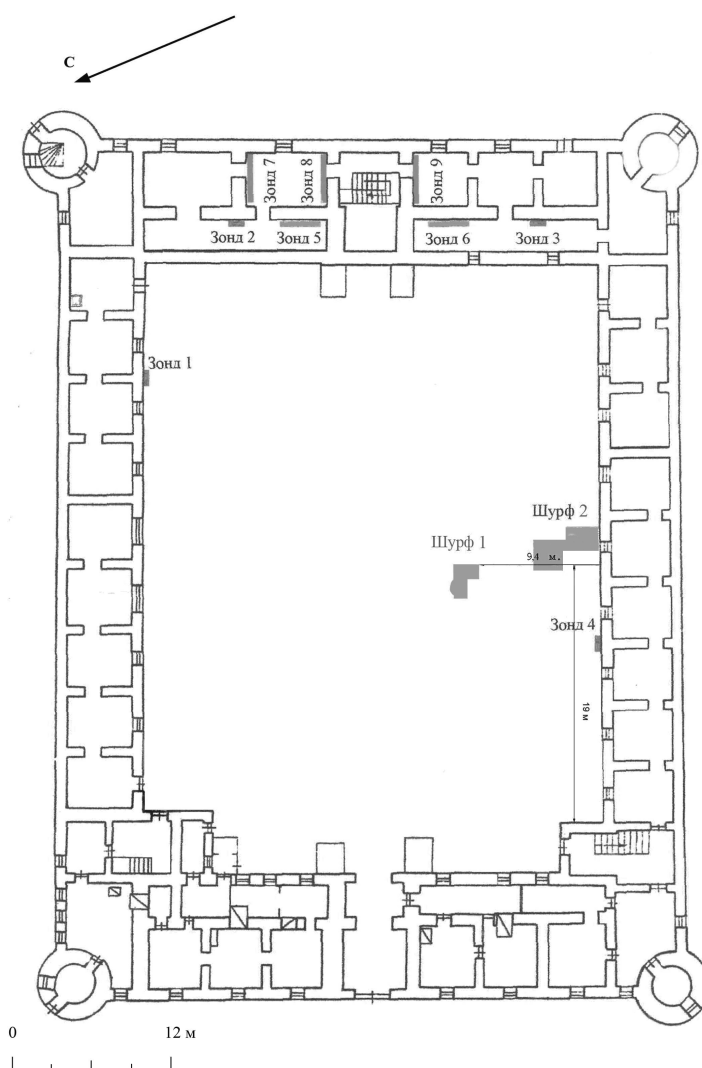 С
Зонд 7
Зонд 8
Зонд 9
Зонд 2
Зонд 5
Зонд 6
Зонд 3
Зонд 1
Шурф 2
Шурф 1
9,4 м.
Зонд 4
19 м
0
12 м